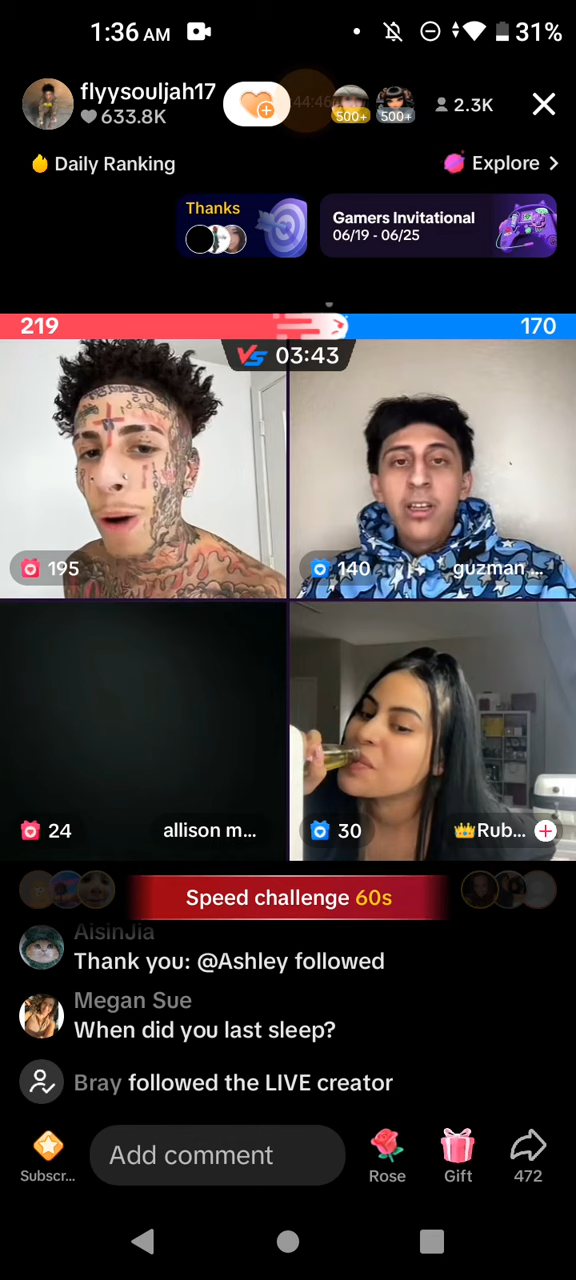 1:36 AM
31%
flyysouljah17
633.8K
44:46
500+
500+
2.3K
Daily Ranking
Explore
Thanks
Gamers Invitational
06/19 - 06/25
219
170
VS 03:43
195
140
guzman ...
24
allison m...
30
Rub...
Speed challenge 60s
AisinJia
Thank you: @Ashley followed
Megan Sue
When did you last sleep?
Bray followed the LIVE creator
Add comment
Subscr...
Rose
Gift
472